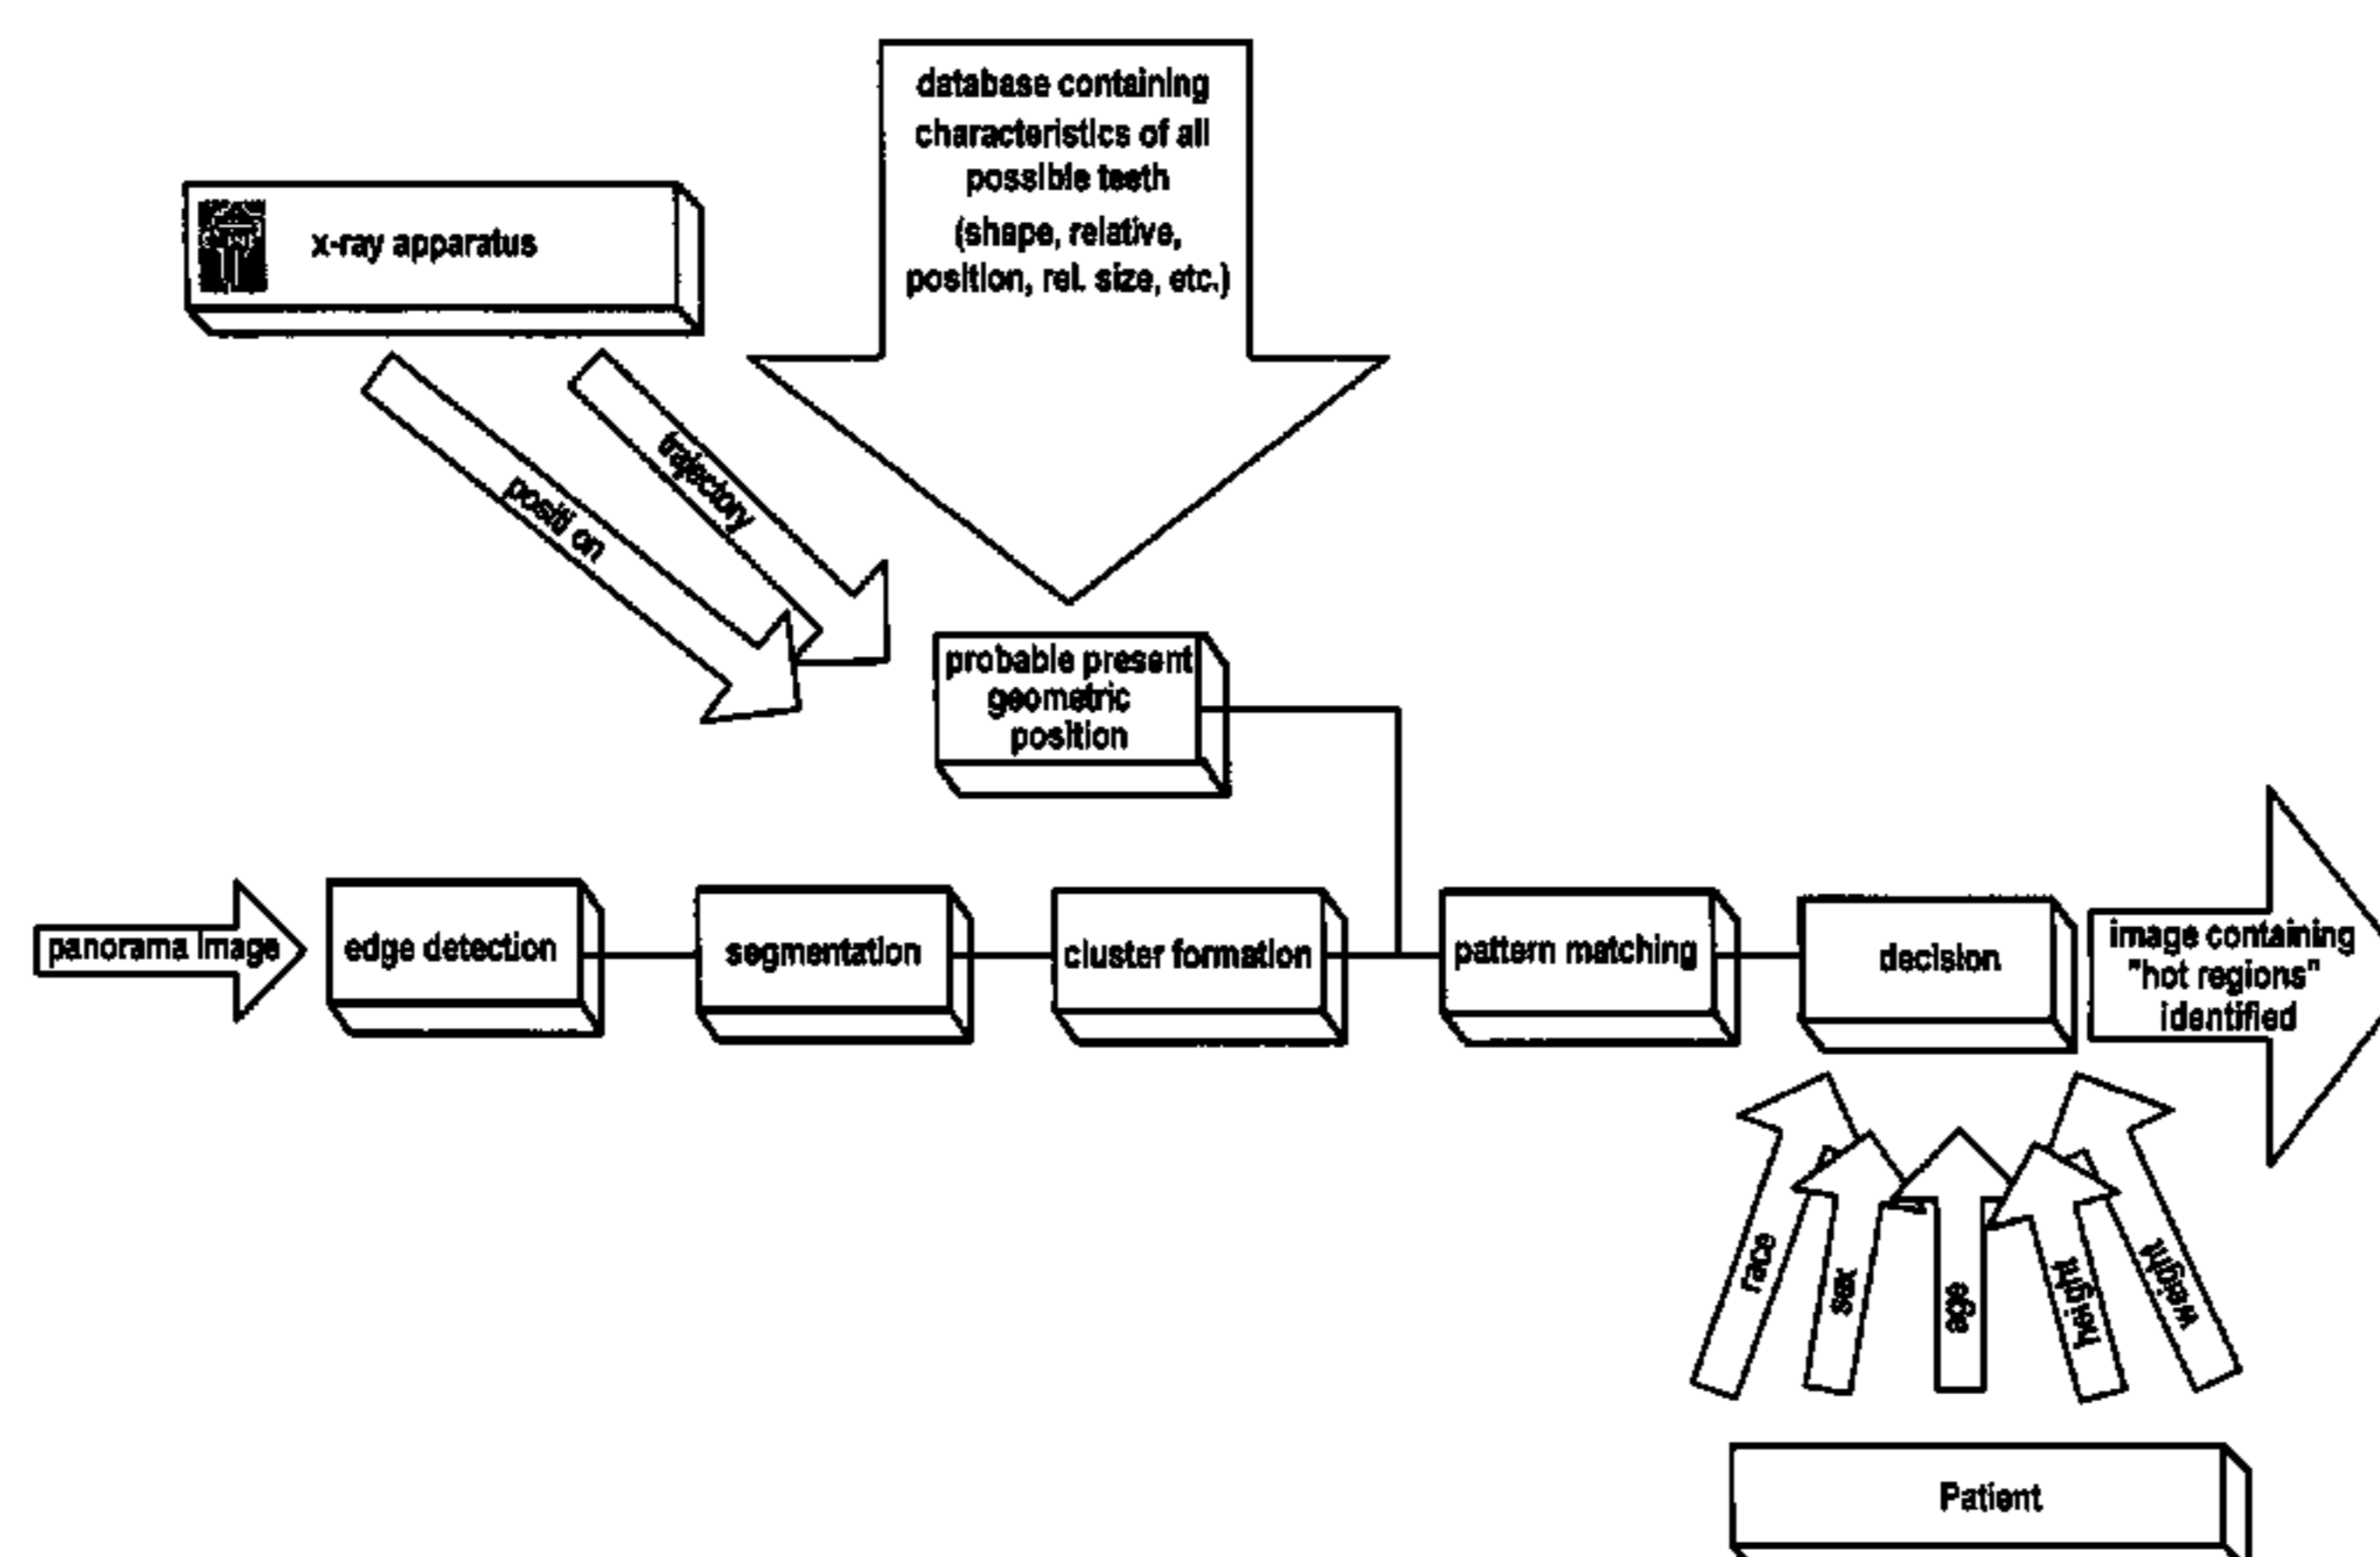 database containing
characteristics of all
possible teeth
(shape, relative,
position, rel. size, etc.)
x-ray apparatus
trajectory
positi on
probable present
geometric
position
panorama image
edge detection
segmentation
cluster formation
pattern matching
decision
image containing
"hot regions"
identified
race
sex
age
height
weight
Patient